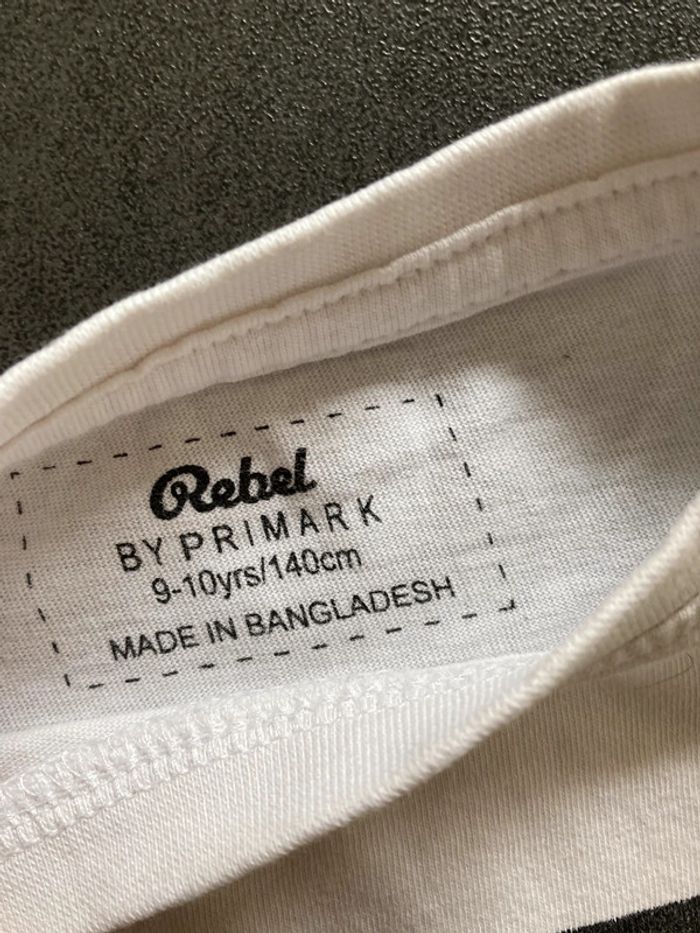 Rebel
BY PRIMARK
9-10yrs/140cm
MADE IN BANGLADESH